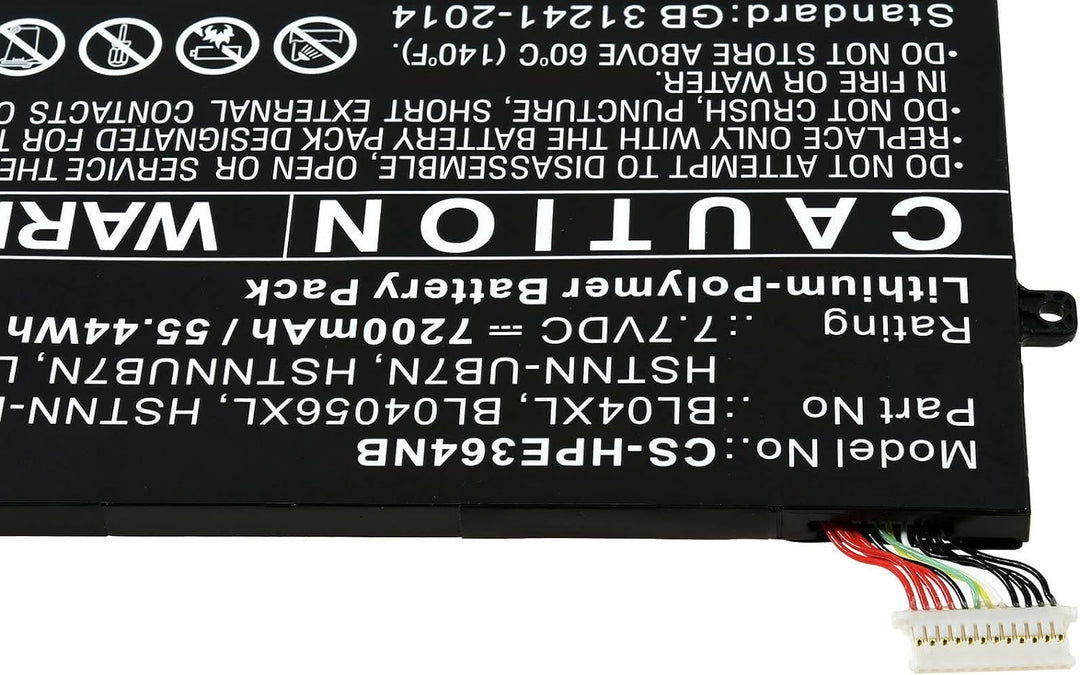 Model No.: CS-HPE364NB
Part No .: BL04XL, BL04056XL, HSTNN-
HSTNN-UB7N, HSTNNUB7N,
Rating .: 7.7VDC ⎓ 7200mAh / 55.44Wh
Lithium-Polymer Battery Pack
CAUTION
•DO NOT ATTEMPT TO DISASSEMBLE, OPEN OR SERVICE THE
•REPLACE ONLY WITH THE BATTERY PACK DESIGNATED FOR
•DO NOT CRUSH, PUNCTURE, SHORT EXTERNAL CONTACTS
IN FIRE OR WATER.
•DO NOT STORE ABOVE 60°C (140°F).
Standard: GB 31241-2014